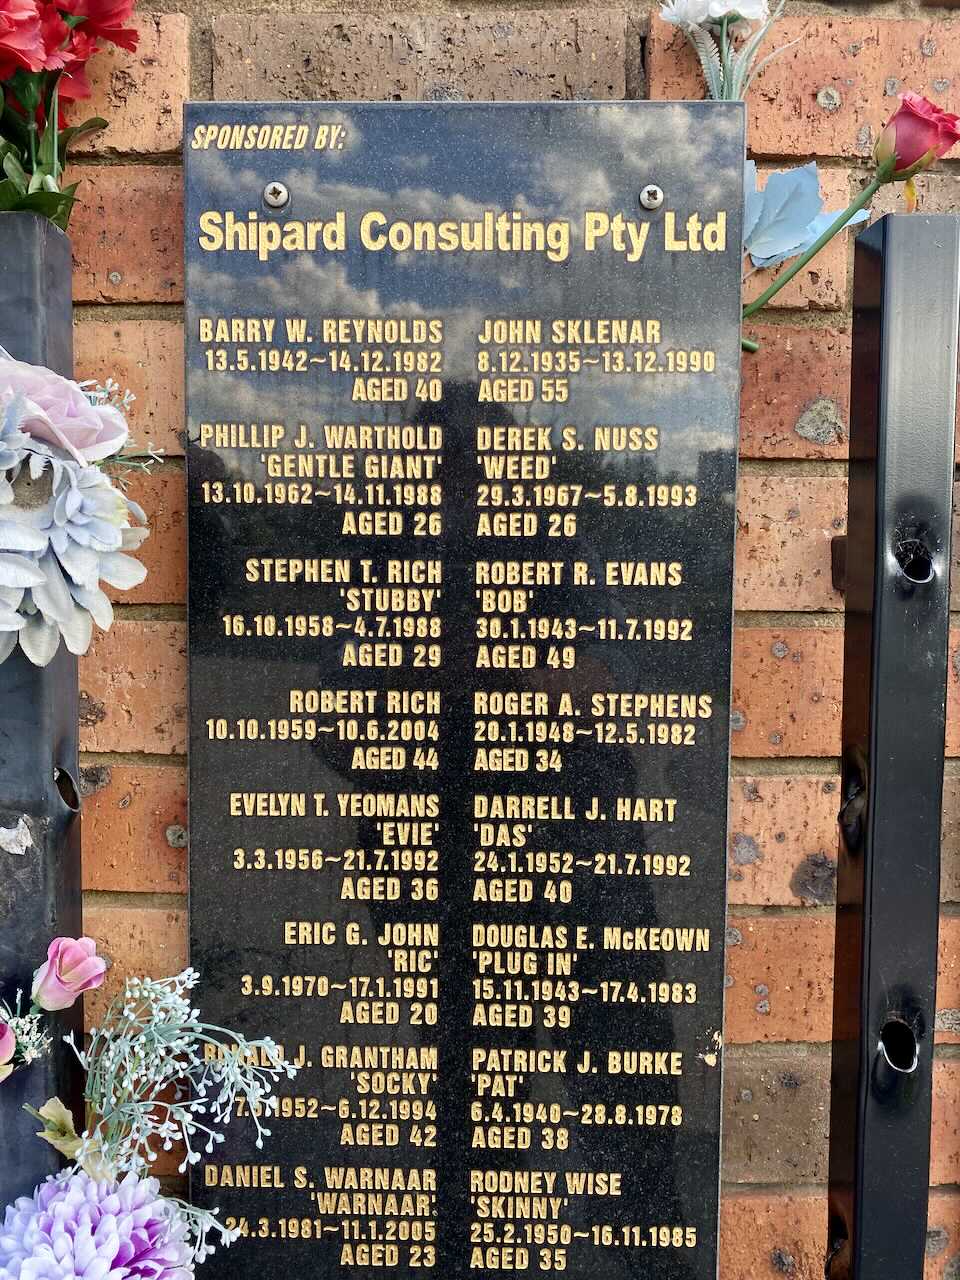 SPONSORED BY:
Shipard Consulting Pty Ltd
BARRY W. REYNOLDS
13.5.1942~14.12.1982
AGED 40
JOHN SKLENAR
8.12.1935~13.12.1990
AGED 55
PHILLIP J. WARTHOLD
'GENTLE GIANT'
13.10.1962~14.11.1988
AGED 26
DEREK S. NUSS
'WEED'
29.3.1967~5.8.1993
AGED 26
STEPHEN T. RICH
'STUBBY'
16.10.1958~4.7.1988
AGED 29
ROBERT R. EVANS
'BOB'
30.1.1943~11.7.1992
AGED 49
ROBERT RICH
10.10.1959~10.6.2004
AGED 44
ROGER A. STEPHENS
20.1.1948~12.5.1982
AGED 34
EVELYN T. YEOMANS
'EVIE'
3.3.1956~21.7.1992
AGED 36
DARRELL J. HART
'DAS'
24.1.1952~21.7.1992
AGED 40
ERIC G. JOHN
'RIC'
3.9.1970~17.1.1991
AGED 20
DOUGLAS E. McKEOWN
'PLUG IN'
15.11.1943~17.4.1983
AGED 39
RONALD J. GRANTHAM
'SOCKY'
1952~6.12.1994
AGED 42
PATRICK J. BURKE
'PAT'
6.4.1940~28.8.1978
AGED 38
DANIEL S. WARNAAR
'WARNAAR'
24.3.1981~11.1.2005
AGED 23
RODNEY WISE
'SKINNY'
25.2.1950~16.11.1985
AGED 35